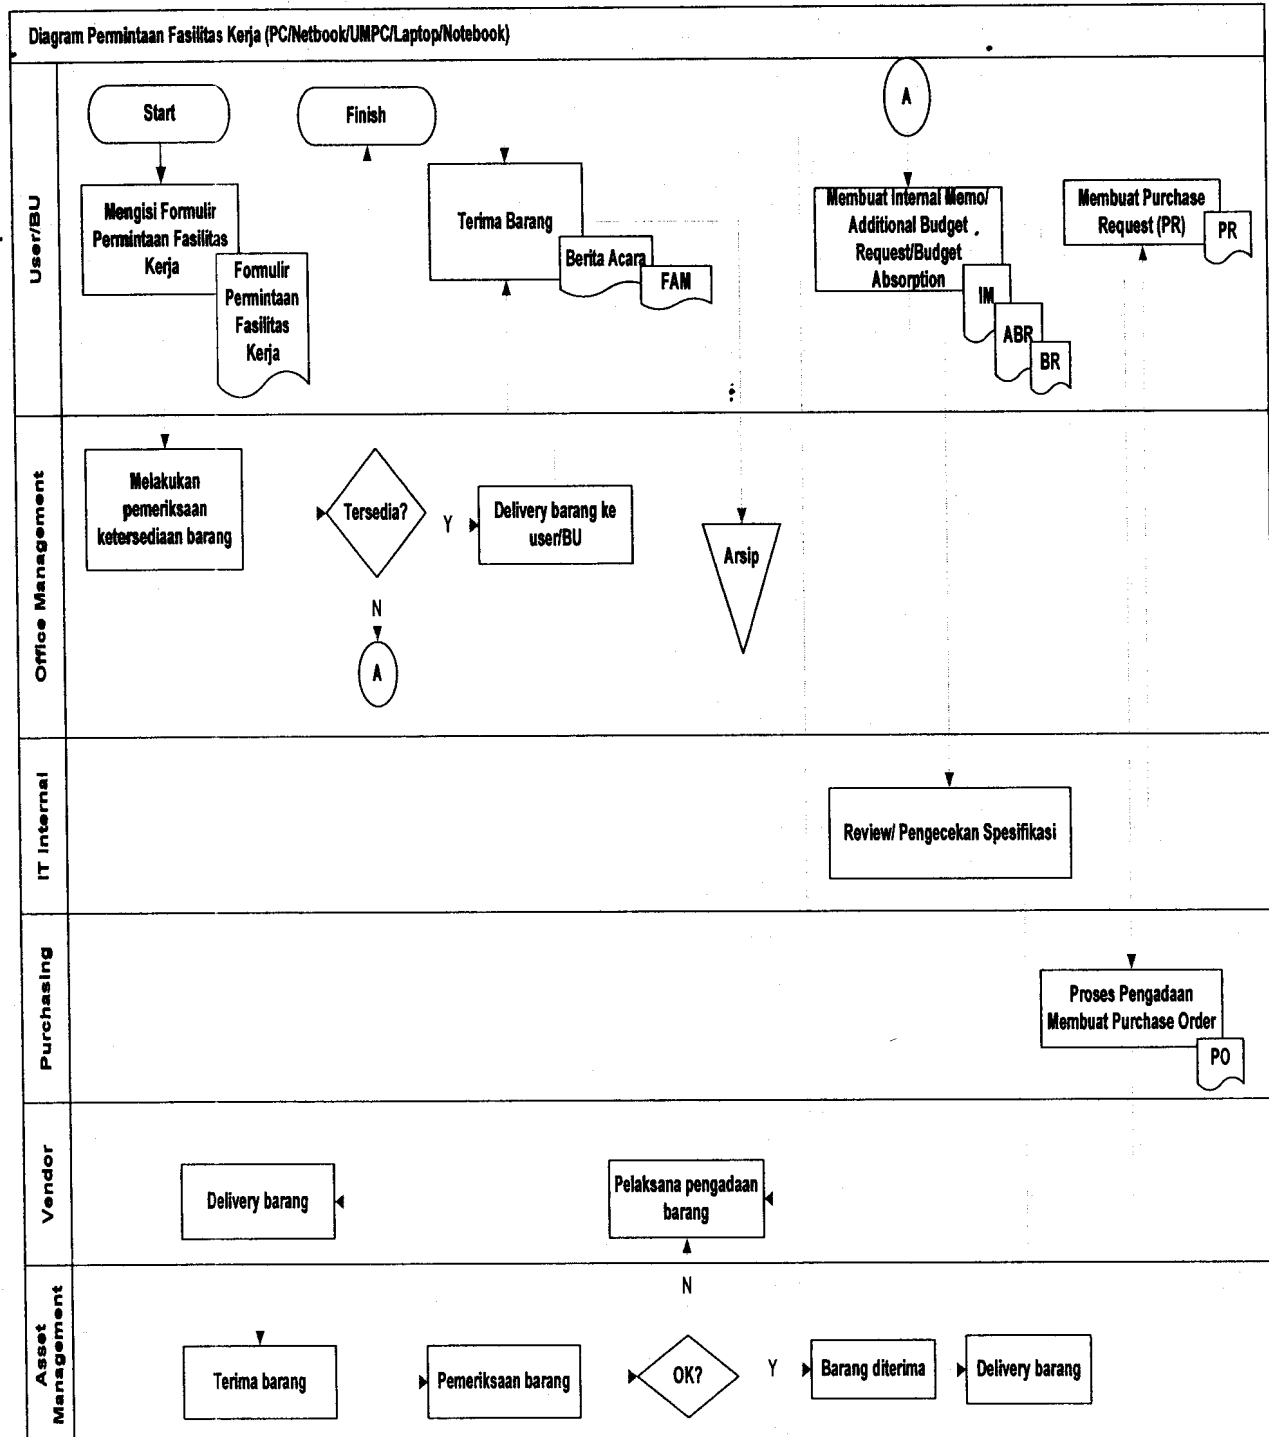 Diagram Permintaan Fasilitas Kerja (PC/Netbook/UMPC/Laptop/Notebook)
User/BU
Start
Finish
A
Mengisi Formulir
Permintaan Fasilitas
Kerja
Formulir
Permintaan
Fasilitas
Kerja
Terima Barang
Berita Acara
FAM
Membuat Internal Memo/
Additional Budget
Request/Budget
Absorption
IM
ABR
BR
Membuat Purchase
Request (PR)
PR
Office Management
Melakukan
pemeriksaan
ketersediaan barang
Tersedia?
Y
Delivery barang ke
user/BU
N
A
Arsip
IT Internal
Review/ Pengecekan Spesifikasi
Purchasing
Proses Pengadaan
Membuat Purchase Order
PO
Vendor
Delivery barang
Pelaksana pengadaan
barang
Asset
Management
N
Terima barang
Pemeriksaan barang
OK?
Y
Barang diterima
Delivery barang